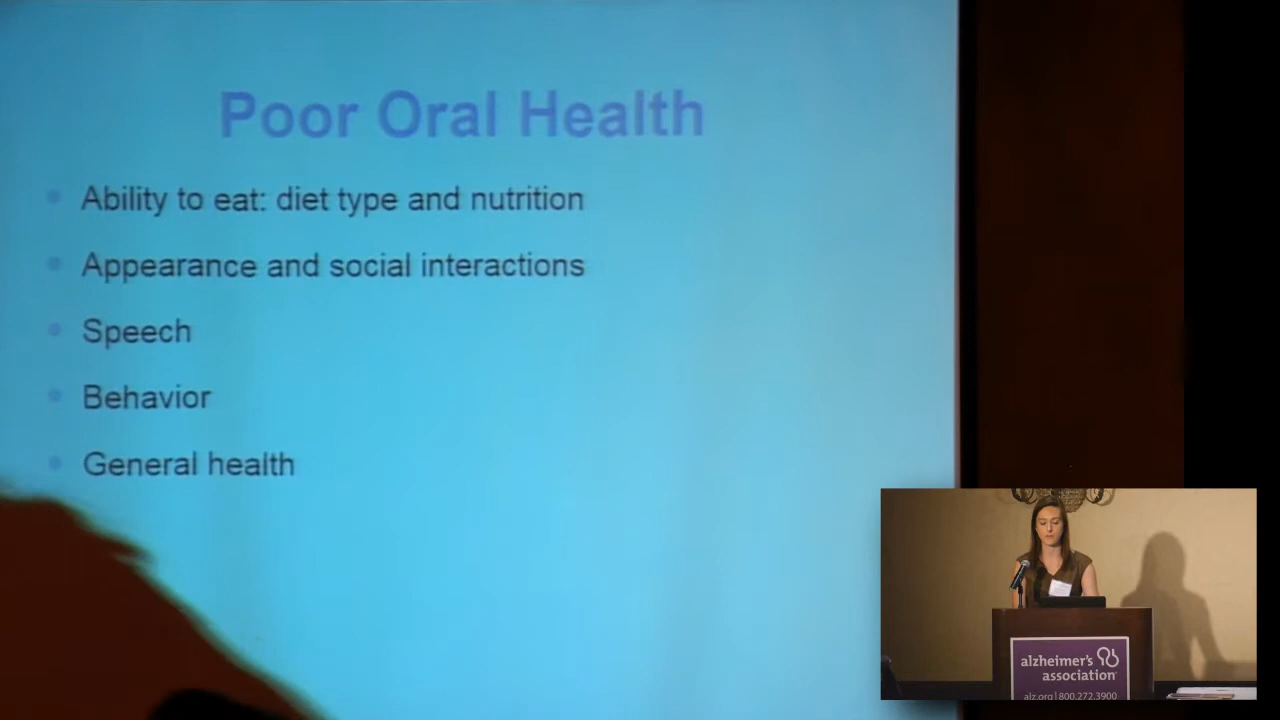 Poor Oral Health
Ability to eat: diet type and nutrition
Appearance and social interactions
Speech
Behavior
General health
alzheimer's
association
alz.org | 800.272.3900